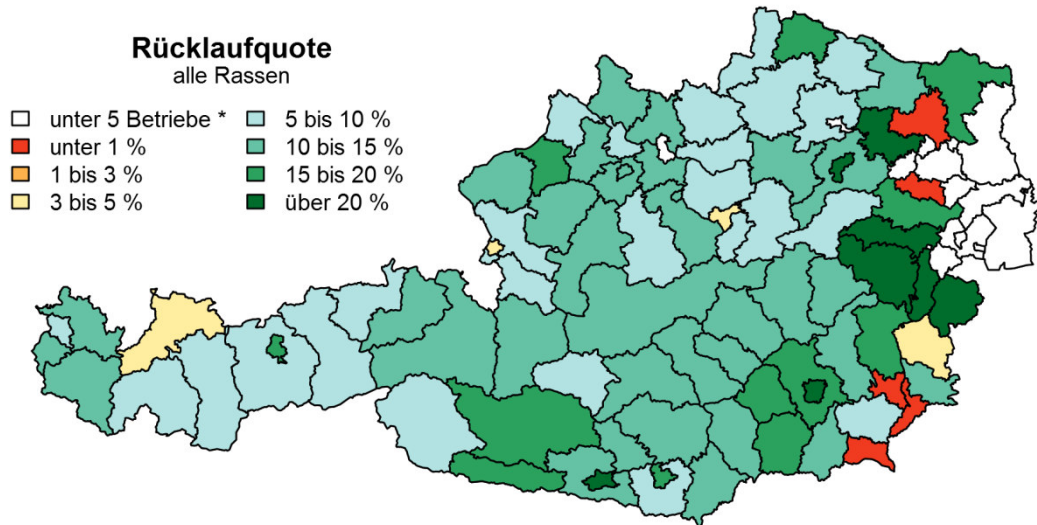 Rücklaufquote
alle Rassen
unter 5 Betriebe *
unter 1 %
1 bis 3 %
3 bis 5 %
5 bis 10 %
10 bis 15 %
15 bis 20 %
über 20 %